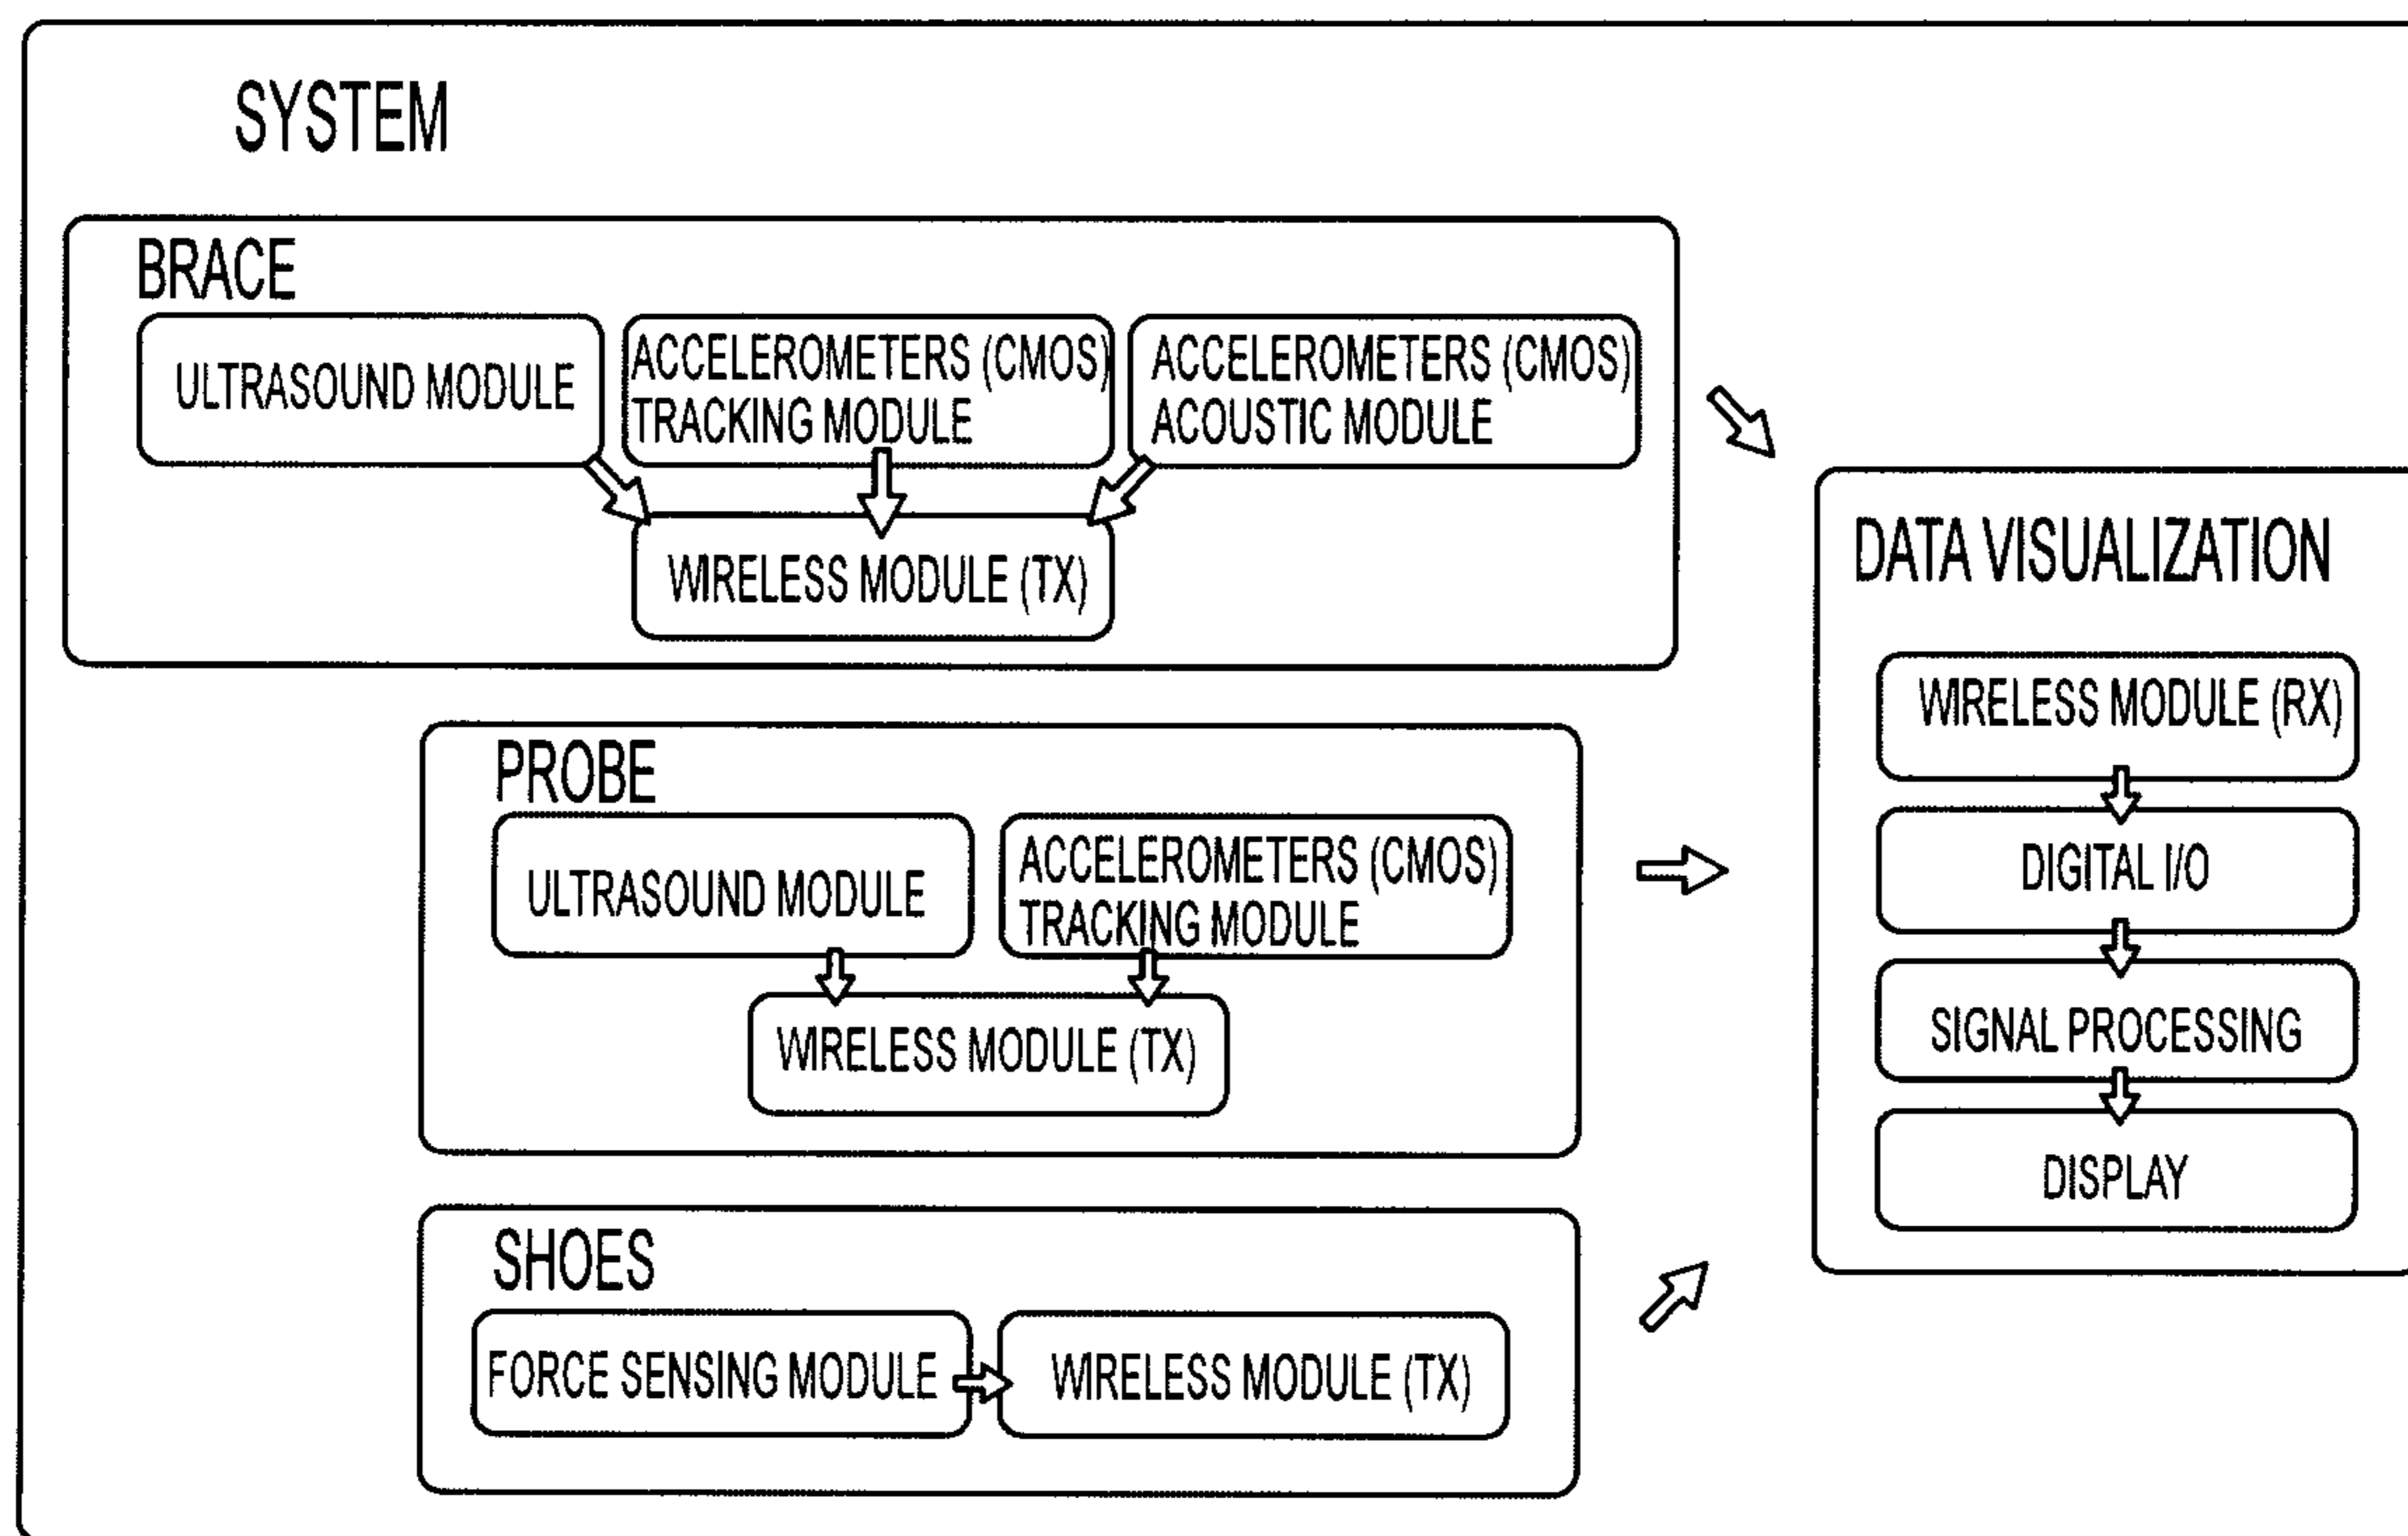 SYSTEM
BRACE
ULTRASOUND MODULE
ACCELEROMETERS (CMOS)
TRACKING MODULE
ACCELEROMETERS (CMOS)
ACOUSTIC MODULE
WIRELESS MODULE (TX)
PROBE
ULTRASOUND MODULE
ACCELEROMETERS (CMOS)
TRACKING MODULE
WIRELESS MODULE (TX)
SHOES
FORCE SENSING MODULE
WIRELESS MODULE (TX)
DATA VISUALIZATION
WIRELESS MODULE (RX)
DIGITAL I/O
SIGNAL PROCESSING
DISPLAY